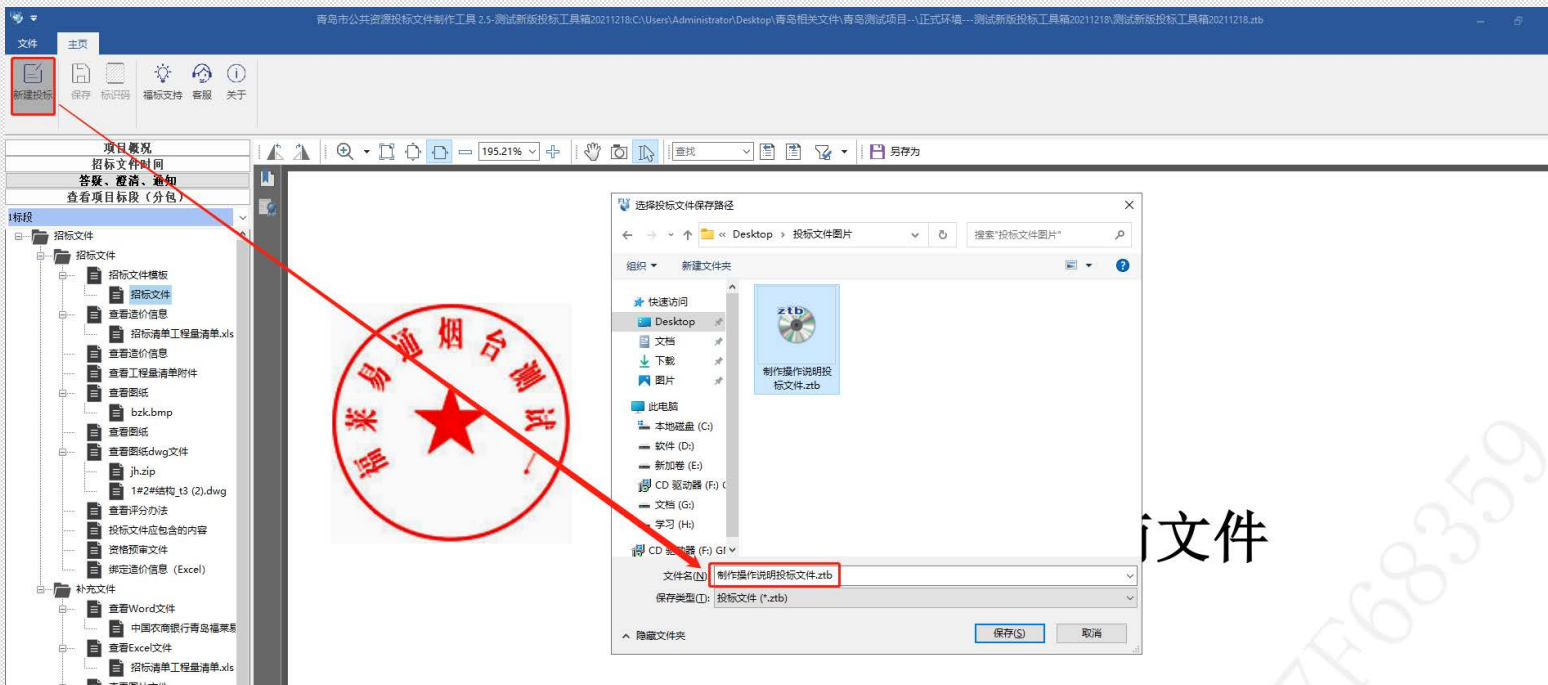 青岛市公共资源投标文件制作工具 2.5-测试新版投标工具箱20211218:C:\Users\Administrator\Desktop\青岛相关文件\青岛测试项目--\正式环墙---测试新版投标工具箱20211218\测试新版投标工具箱20211218.ztb
文件 主页
新建投标 保存 标识码 福标支持 客服 关于
项目概况
招标文件时间
答疑、澄清、通知
查看项目标段（分包）
195.21% 查找 另存为
标段
招标文件
招标文件
招标文件模板
招标文件
查看造价信息
招标清单工程量清单.xls
查看造价信息
查看工程量清单附件
查看图纸
bzk.bmp
查看图纸
查看图纸dwg文件
jh.zip
1#2#结构_t3 (2).dwg
查看评分办法
投标文件应包含的内容
资格预审文件
绑定造价信息（Excel）
补充文件
查看Word文件
中国农商银行青岛福莱易
查看Excel文件
招标清单工程量清单.xls
福莱易通烟台测试一
选择投标文件保存路径
« Desktop › 投标文件图片 搜索"投标文件图片"
组织 新建文件夹
快速访问
Desktop
文档
下载
图片
此电脑
本地磁盘 (C:)
软件 (D:)
新加卷 (E:)
CD 驱动器 (F:) G
文档 (G:)
学习 (H:)
CD 驱动器 (F:) GI
ztb
制作操作说明投
标文件.ztb
文件名(N): 制作操作说明投标文件.ztb
保存类型(T): 投标文件 (*.ztb)
隐藏文件夹 保存(S) 取消
文件
7F68359